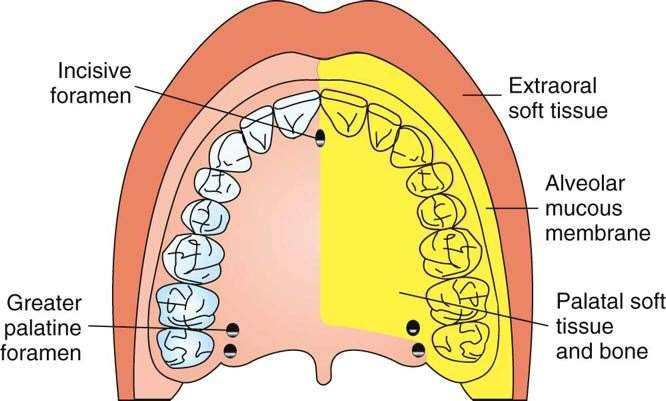 Incisive
foramen
Extraoral
soft tissue
Alveolar
mucous
membrane
Greater
palatine
foramen
Palatal soft
tissue
and bone